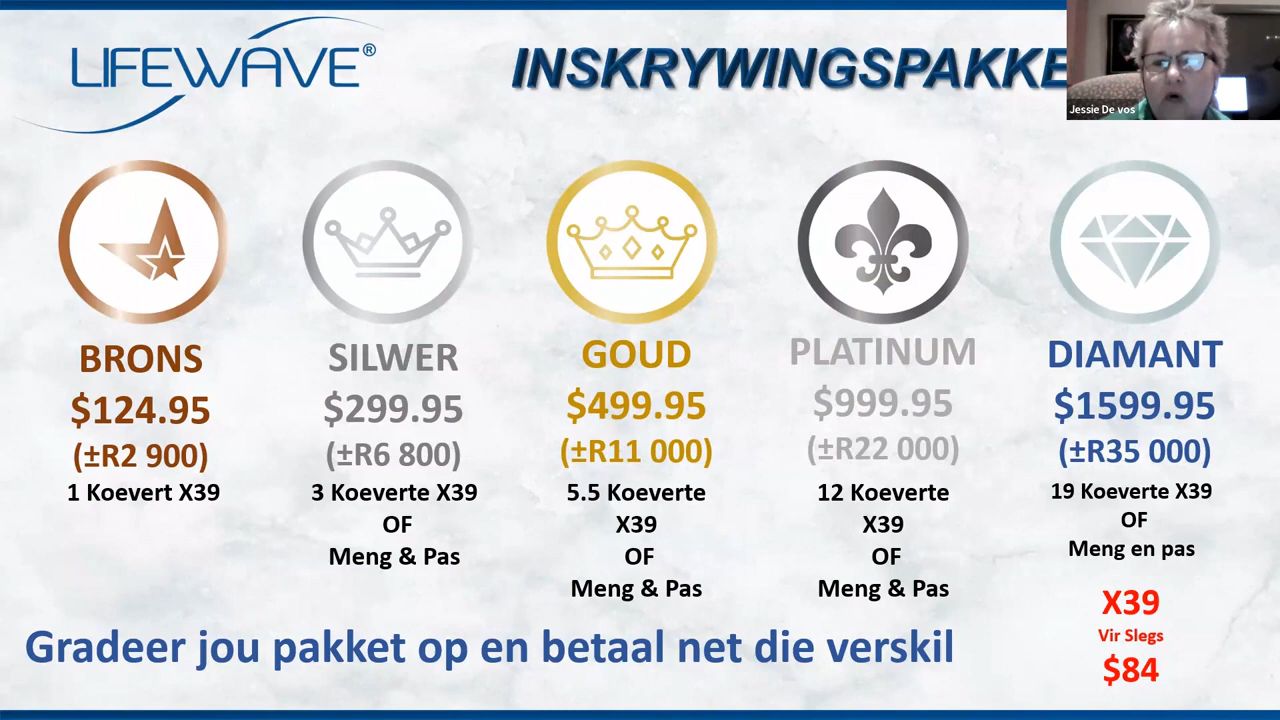 LIFEWAVE®
INSKRYWINGSPAKKE
Jessie De vos
BRONS
$124.95
(±R2 900)
1 Koevert X39
SILWER
$299.95
(±R6 800)
3 Koeverte X39
OF
Meng & Pas
GOUD
$499.95
(±R11 000)
5.5 Koeverte
X39
OF
Meng & Pas
PLATINUM
$999.95
(±R22 000)
12 Koeverte
X39
OF
Meng & Pas
DIAMANT
$1599.95
(±R35 000)
19 Koeverte X39
OF
Meng en pas
X39
Vir Slegs
$84
Gradeer jou pakket op en betaal net die verskil